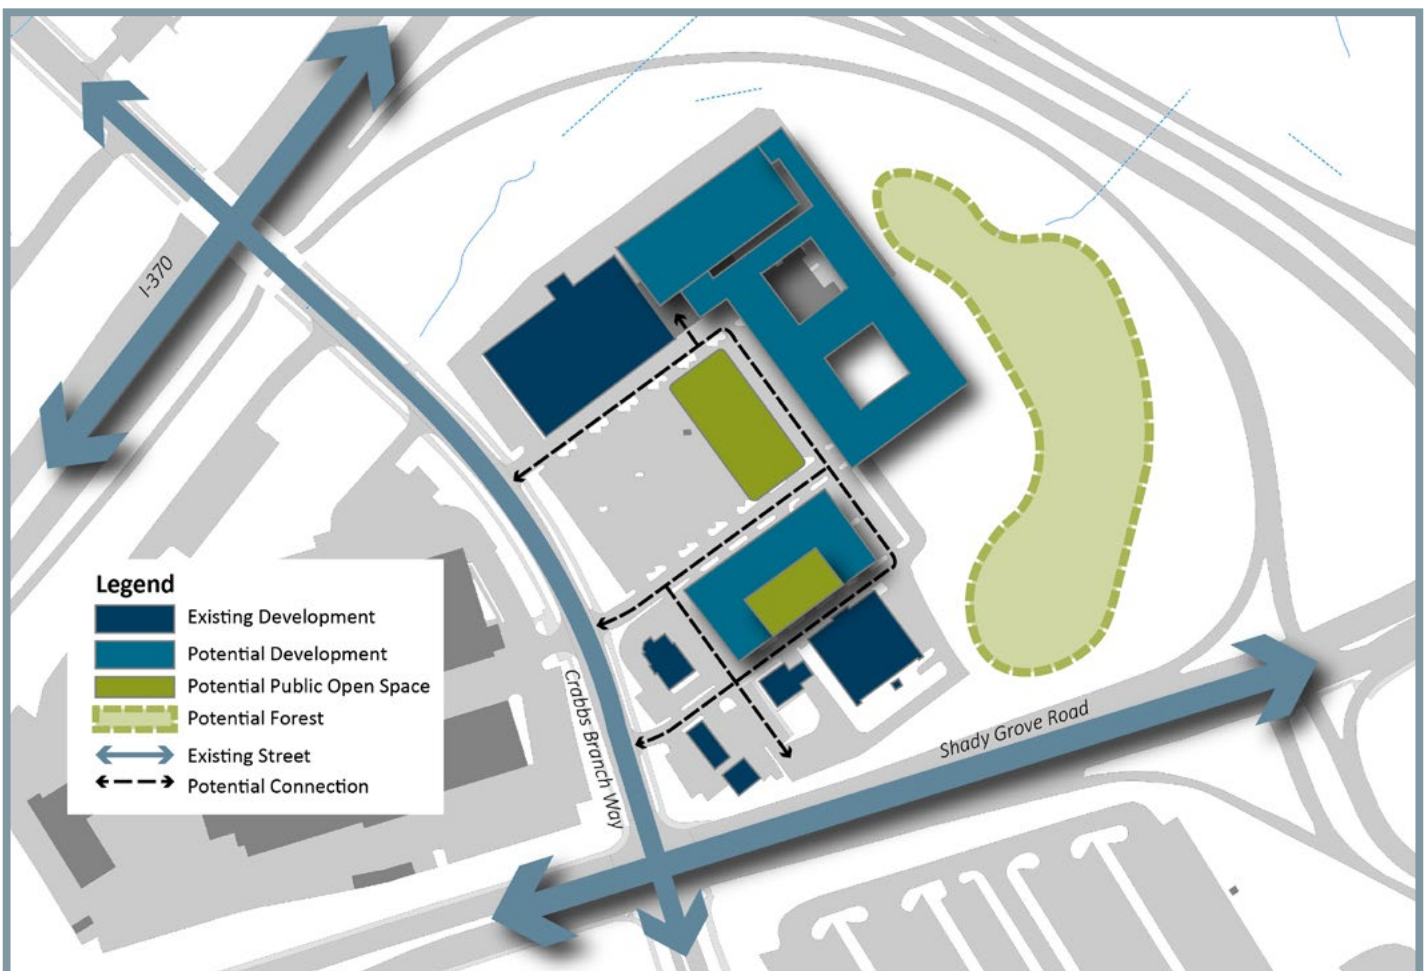 I-370
Legend
Existing Development
Potential Development
Potential Public Open Space
Potential Forest
Existing Street
Potential Connection
Crabbs Branch Way
Shady Grove Road